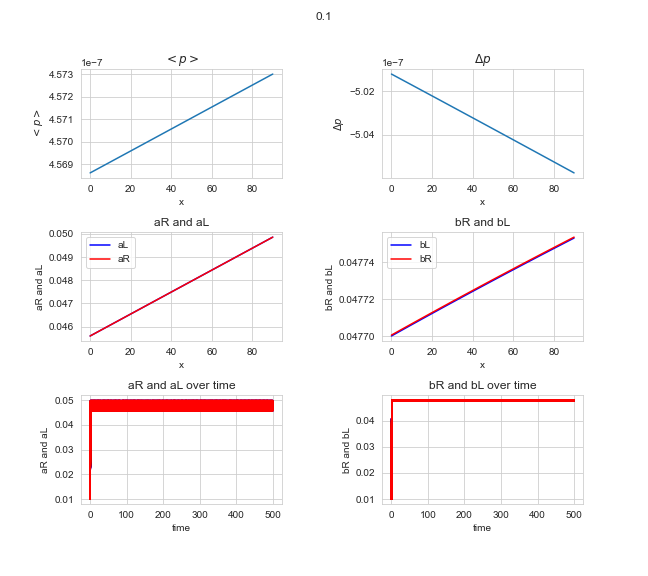 0.1
1e−7
< p >
4.573
4.572
4.571
4.570
4.569
< p >
0 20 40 60 80
x
1e−7
Δp
−5.02
−5.04
Δp
0 20 40 60 80
x
aR and aL
0.050
0.049
0.048
0.047
0.046
aR and aL
aL
aR
0 20 40 60 80
x
bR and bL
0.04774
0.04772
0.04770
bR and bL
bL
bR
0 20 40 60 80
x
aR and aL over time
0.05
0.04
0.03
0.02
0.01
aR and aL
0 100 200 300 400 500
time
bR and bL over time
0.04
0.03
0.02
0.01
bR and bL
0 100 200 300 400 500
time